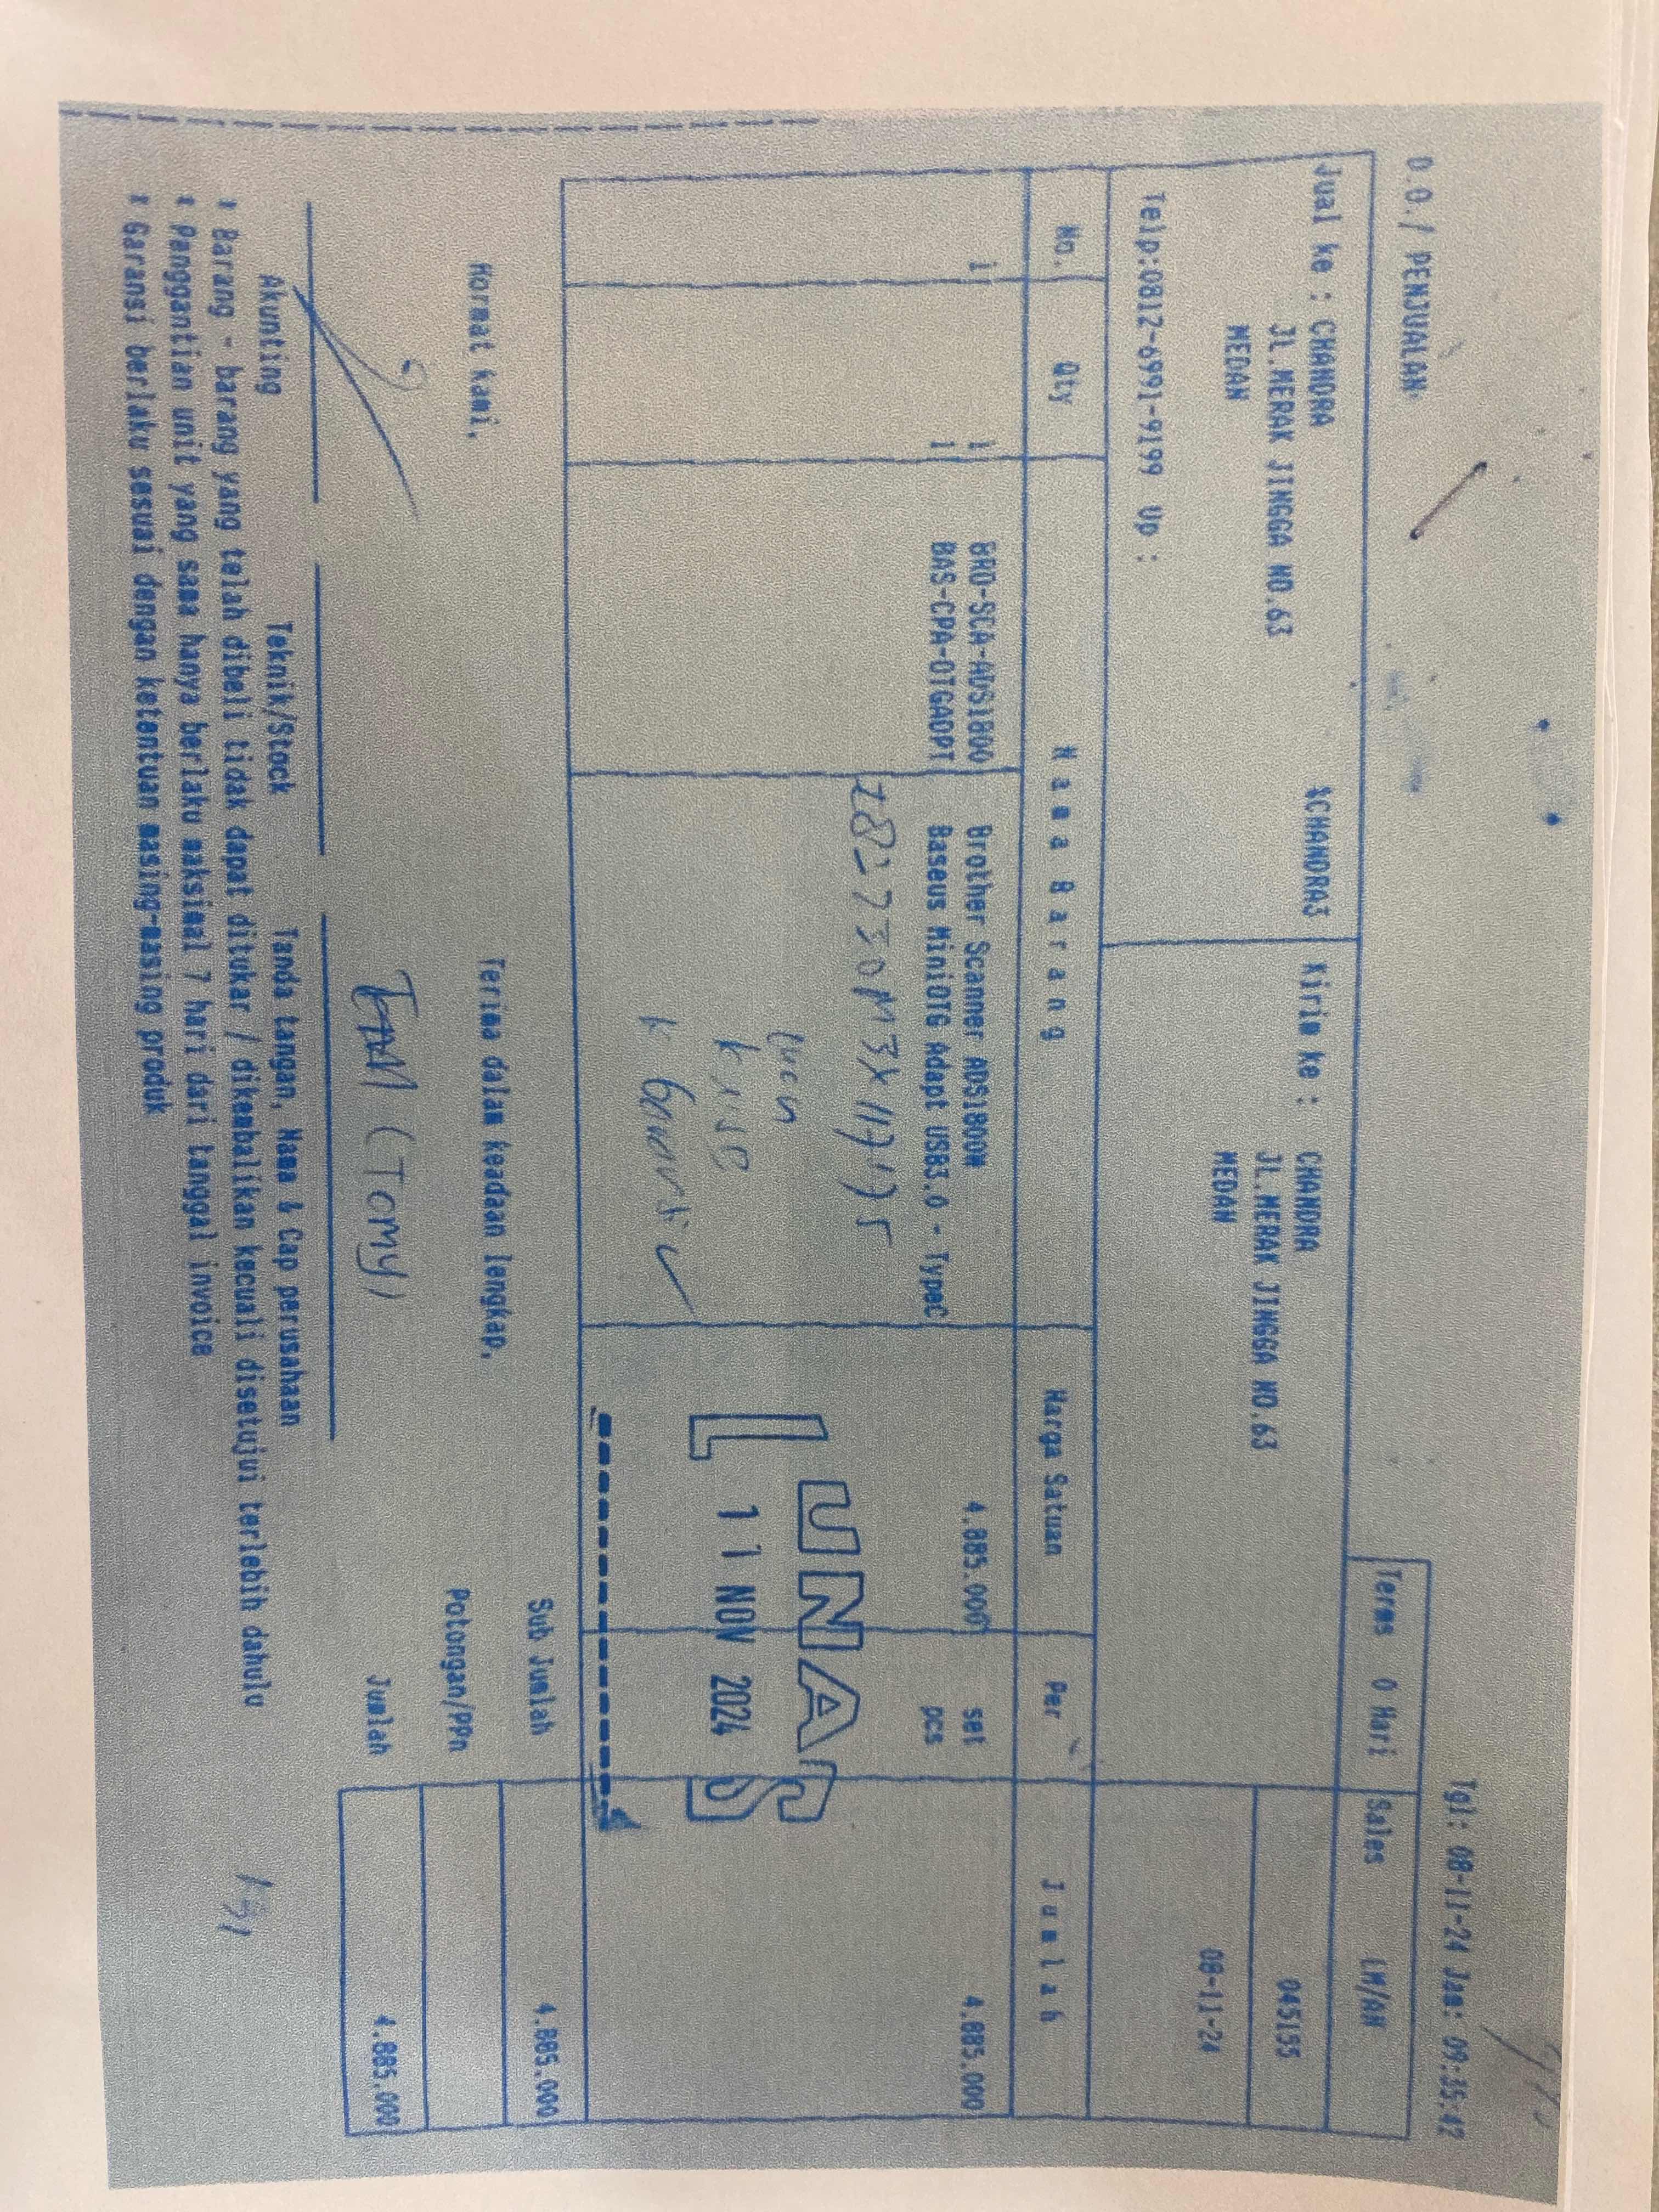 Tgl: 08-11-24 Jam: 09:35:42
D.O./ PENJUALAN
Terms 0 Hari Sales LM/AN
Jual ke : CHANDRA %CHANDRA3 Kirim ke : CHANDRA 045155
JL.MERAK JINGGA NO.63 JL.MERAK JINGGA NO.63
MEDAN MEDAN 08-11-24
Telp:0812-6991-9199 Up :
No. Qty Nama Barang Harga Satuan Per Jumlah
1 1 BRO-SCA-ADS1800 Brother Scanner ADS1800W 4.885.000 set 4.885.000
1 BAS-CPA-OTGADPT Baseus MiniOTG Adapt USB3.0 - TypeC pcs
LUNAS
11 NOV 2024
Sub Jumlah 4.885.000
Hormat kami, Terima dalam keadaan lengkap,
Potongan/PPn
(Tomy)
Jumlah 4.885.000
Akunting Teknik/Stock Tanda tangan, Nama & Cap perusahaan
* Barang - barang yang telah dibeli tidak dapat ditukar / dikembalikan kecuali disetujui terlebih dahulu
* Penggantian unit yang sama hanya berlaku maksimal 7 hari dari tanggal invoice
* Garansi berlaku sesuai dengan ketentuan masing-masing produk